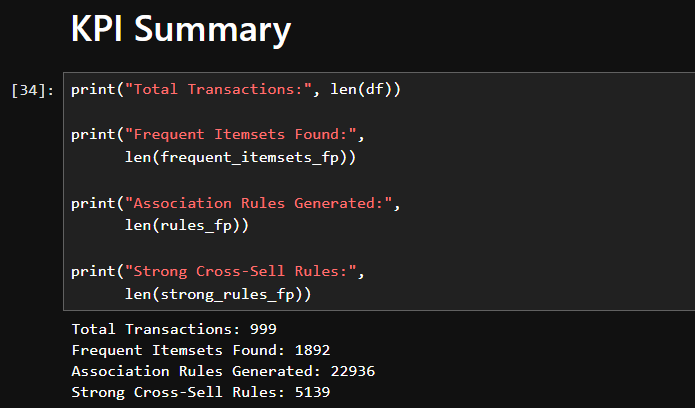 KPI Summary
[34]:
print("Total Transactions:", len(df))
print("Frequent Itemsets Found:",
      len(frequent_itemsets_fp))
print("Association Rules Generated:",
      len(rules_fp))
print("Strong Cross-Sell Rules:",
      len(strong_rules_fp))
Total Transactions: 999
Frequent Itemsets Found: 1892
Association Rules Generated: 22936
Strong Cross-Sell Rules: 5139